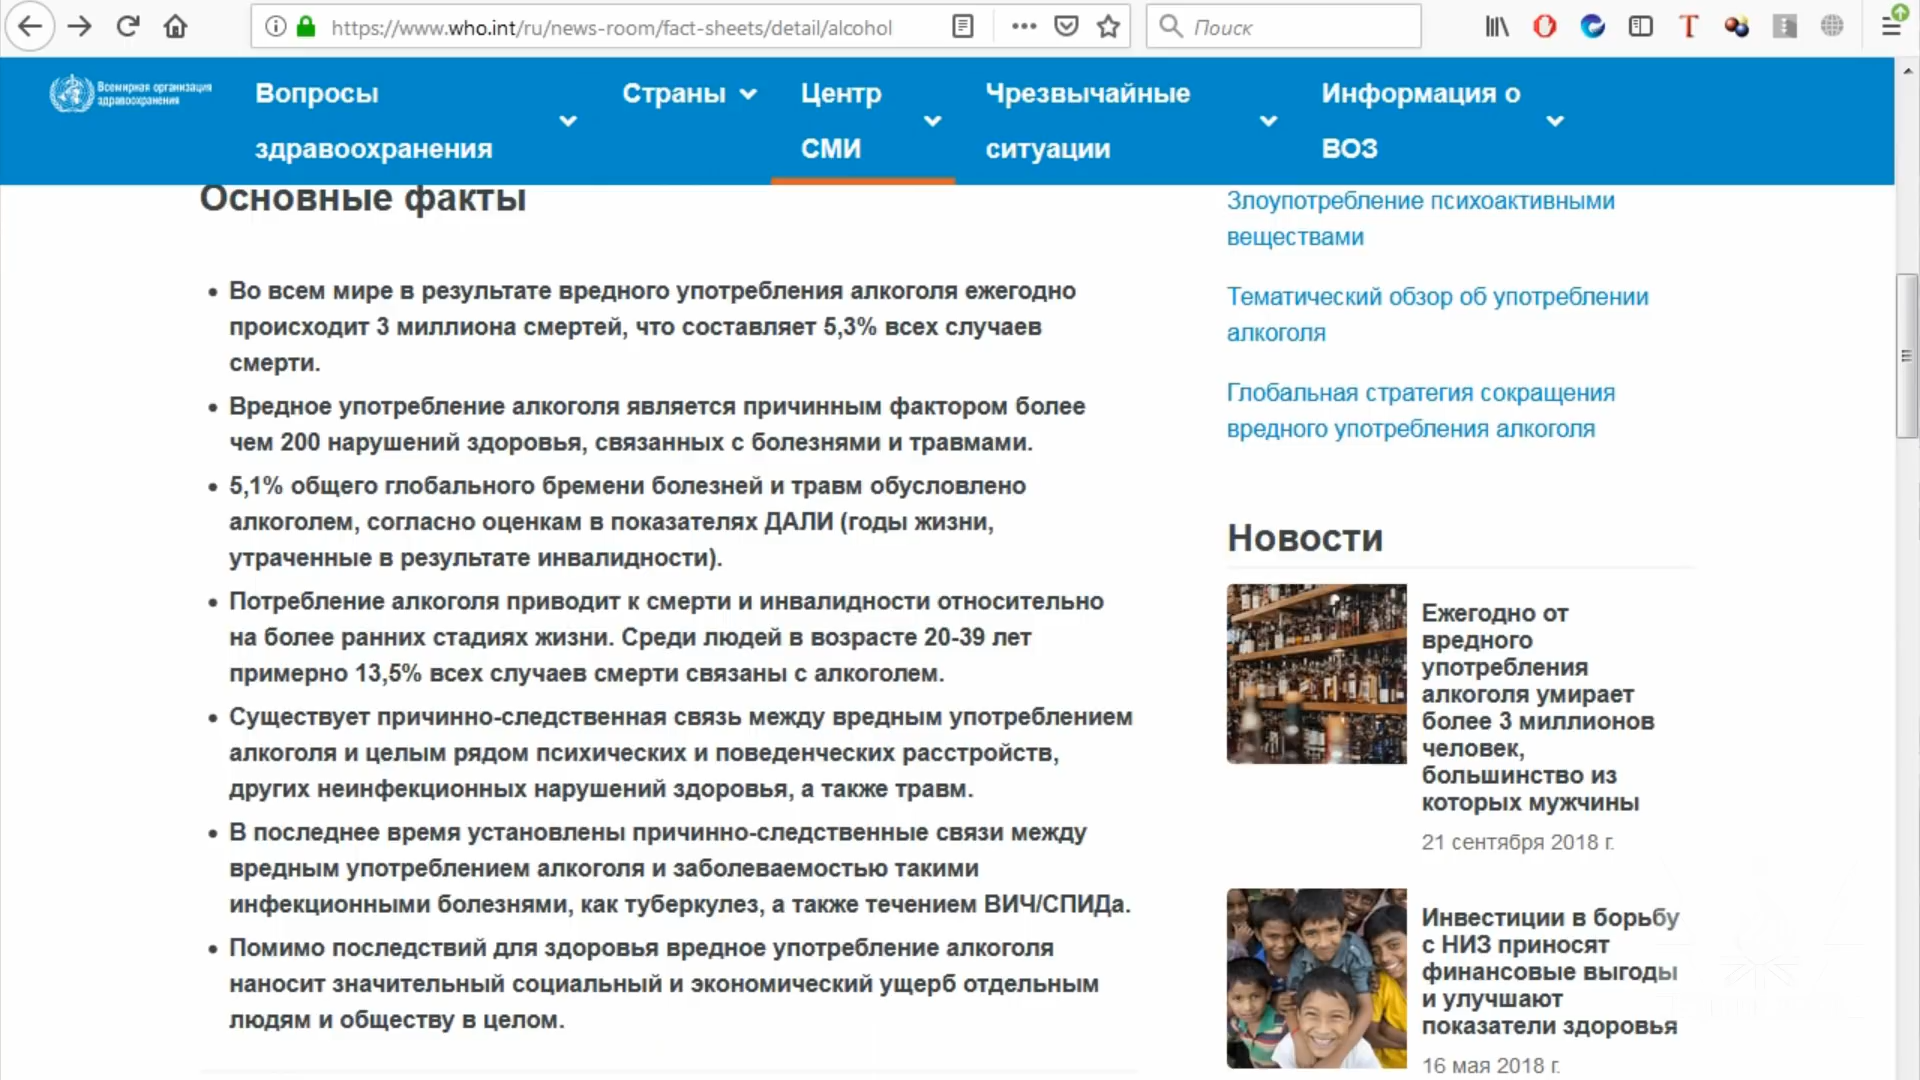 https://www.who.int/ru/news-room/fact-sheets/detail/alcohol
Поиск
Всемирная организация
здравоохранения
Вопросы
здравоохранения
Страны
Центр
СМИ
Чрезвычайные
ситуации
Информация о
ВОЗ
Основные факты
Во всем мире в результате вредного употребления алкоголя ежегодно
происходит 3 миллиона смертей, что составляет 5,3% всех случаев
смерти.
Вредное употребление алкоголя является причинным фактором более
чем 200 нарушений здоровья, связанных с болезнями и травмами.
5,1% общего глобального бремени болезней и травм обусловлено
алкоголем, согласно оценкам в показателях ДАЛИ (годы жизни,
утраченные в результате инвалидности).
Потребление алкоголя приводит к смерти и инвалидности относительно
на более ранних стадиях жизни. Среди людей в возрасте 20-39 лет
примерно 13,5% всех случаев смерти связаны с алкоголем.
Существует причинно-следственная связь между вредным употреблением
алкоголя и целым рядом психических и поведенческих расстройств,
других неинфекционных нарушений здоровья, а также травм.
В последнее время установлены причинно-следственные связи между
вредным употреблением алкоголя и заболеваемостью такими
инфекционными болезнями, как туберкулез, а также течением ВИЧ/СПИДа.
Помимо последствий для здоровья вредное употребление алкоголя
наносит значительный социальный и экономический ущерб отдельным
людям и обществу в целом.
Злоупотребление психоактивными
веществами
Тематический обзор об употреблении
алкоголя
Глобальная стратегия сокращения
вредного употребления алкоголя
Новости
Ежегодно от
вредного
употребления
алкоголя умирает
более 3 миллионов
человек,
большинство из
которых мужчины
21 сентября 2018 г.
Инвестиции в борьбу
с НИЗ приносят
финансовые выгоды
и улучшают
показатели здоровья
16 мая 2018 г.